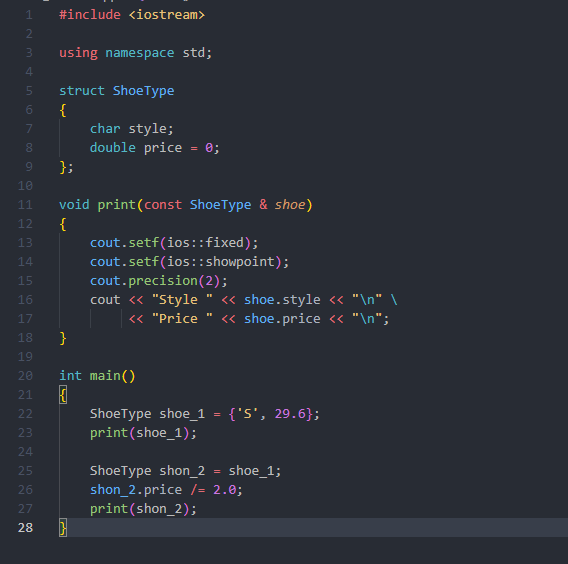 1 #include <iostream>
2
3 using namespace std;
4
5 struct ShoeType
6 {
7     char style;
8     double price = 0;
9 };
10
11 void print(const ShoeType & shoe)
12 {
13     cout.setf(ios::fixed);
14     cout.setf(ios::showpoint);
15     cout.precision(2);
16     cout << "Style " << shoe.style << "\n" \
17          << "Price " << shoe.price << "\n";
18 }
19
20 int main()
21 {
22     ShoeType shoe_1 = {'S', 29.6};
23     print(shoe_1);
24
25     ShoeType shon_2 = shoe_1;
26     shon_2.price /= 2.0;
27     print(shon_2);
28 }